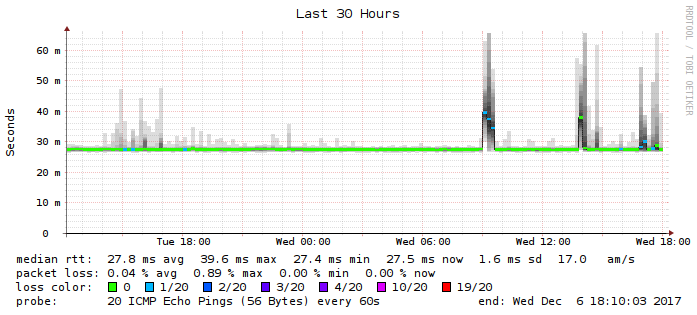 Last 30 Hours
RRDTOOL / TOBI OETIKER
Seconds
60 m
50 m
40 m
30 m
20 m
10 m
0
Tue 18:00 Wed 00:00 Wed 06:00 Wed 12:00 Wed 18:00
median rtt: 27.8 ms avg 39.6 ms max 27.4 ms min 27.5 ms now 1.6 ms sd 17.0 am/s
packet loss: 0.04 % avg 0.89 % max 0.00 % min 0.00 % now
loss color: 0 1/20 2/20 3/20 4/20 10/20 19/20
probe: 20 ICMP Echo Pings (56 Bytes) every 60s end: Wed Dec 6 18:10:03 2017